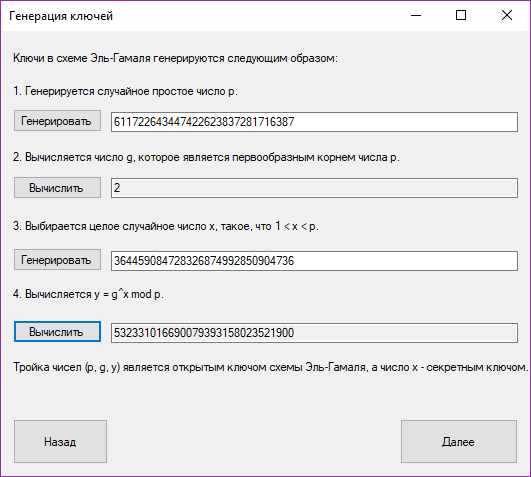 Генерация ключей
Ключи в схеме Эль-Гамаля генерируются следующим образом:
1. Генерируется случайное простое число p.
Генерировать 611722643447422623837281716387
2. Вычисляется число g, которое является первообразным корнем числа p.
Вычислить 2
3. Выбирается целое случайное число x, такое, что 1 < x < p.
Генерировать 364459084728326874992850904736
4. Вычисляется y = g^x mod p.
Вычислить 532331016690079393158023521900
Тройка чисел (p, g, y) является открытым ключом схемы Эль-Гамаля, а число x - секретным ключом.
Назад Далее